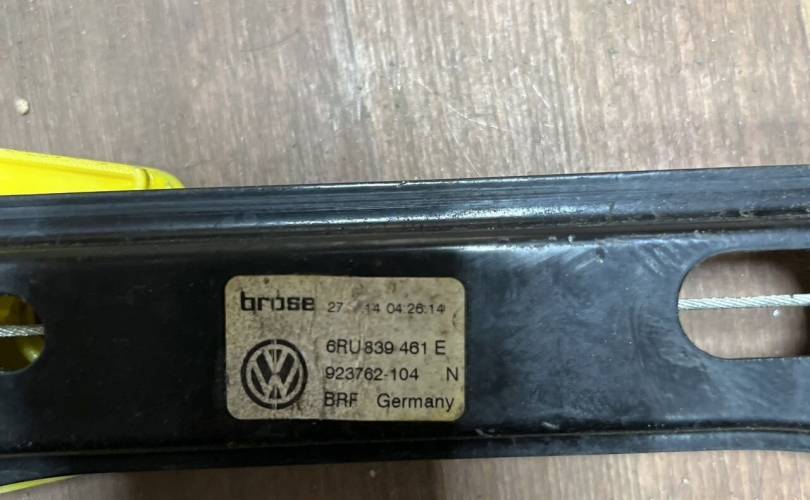 brose 27 14 04:26:14
6RU 839 461 E
923762-104 N
BRF Germany